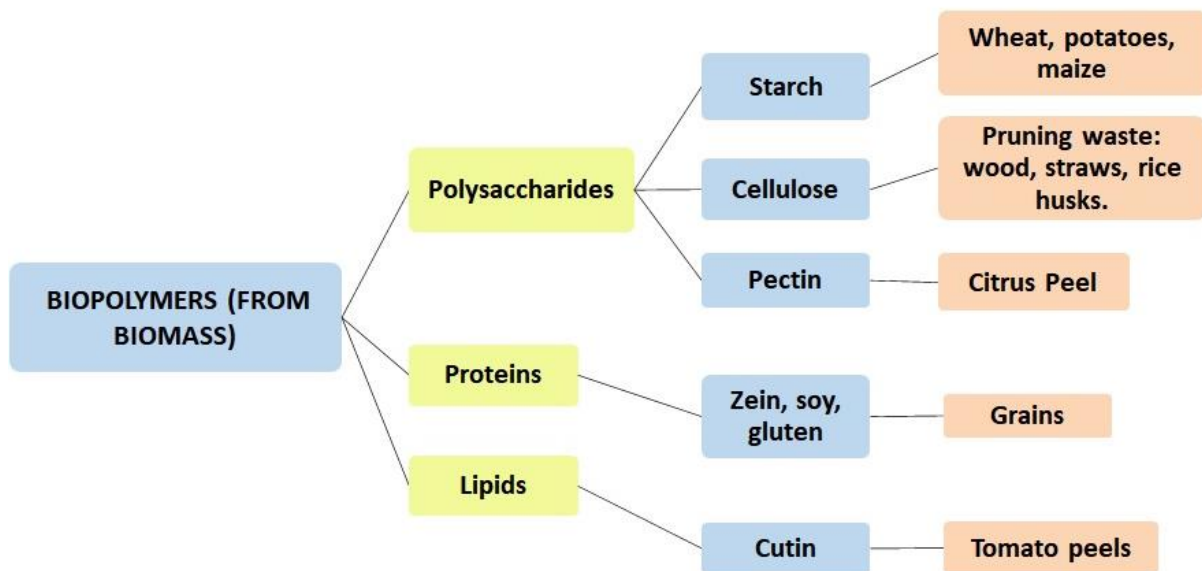 Wheat, potatoes,
maize
Starch
Pruning waste:
wood, straws, rice
husks.
Polysaccharides
Cellulose
Pectin
Citrus Peel
BIOPOLYMERS (FROM
BIOMASS)
Proteins
Zein, soy,
gluten
Grains
Lipids
Cutin
Tomato peels